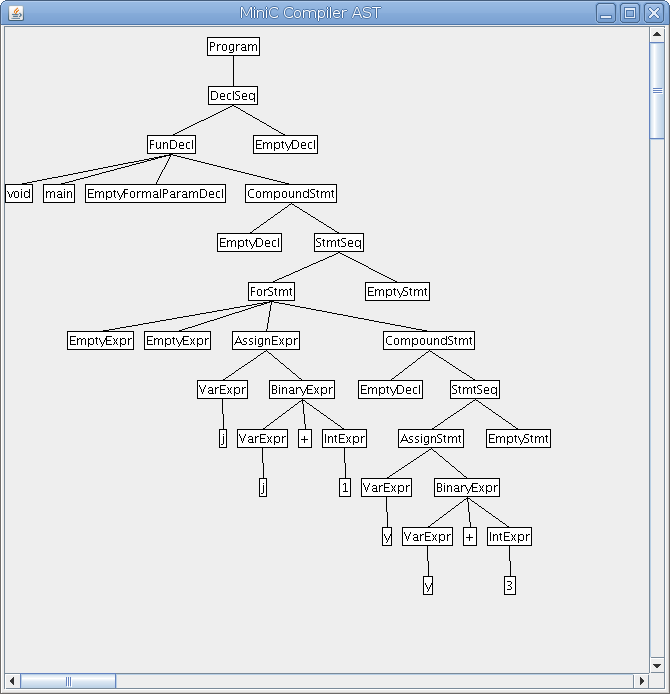 MiniC Compiler AST
Program
DeclSeq
FunDecl EmptyDecl
void main EmptyFormalParamDecl CompoundStmt
EmptyDecl StmtSeq
ForStmt EmptyStmt
EmptyExpr EmptyExpr AssignExpr CompoundStmt
VarExpr BinaryExpr EmptyDecl StmtSeq
j VarExpr + IntExpr AssignStmt EmptyStmt
j 1 VarExpr BinaryExpr
y VarExpr + IntExpr
y 3